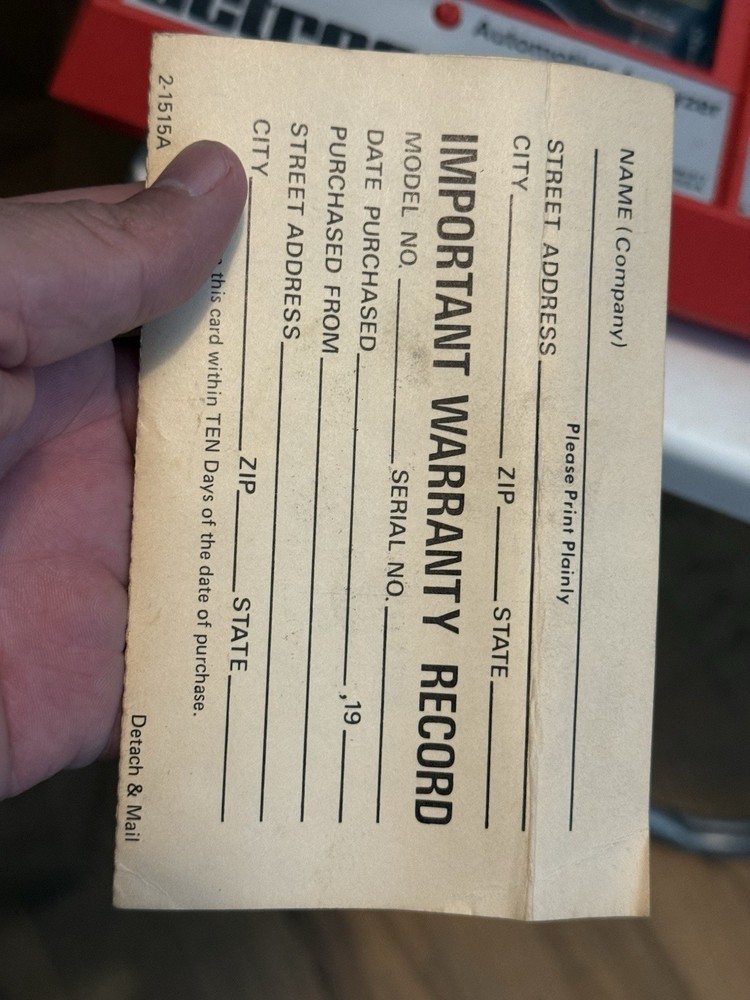 Automotive
NAME (Company)
Please Print Plainly
STREET ADDRESS
CITY ZIP STATE
IMPORTANT WARRANTY RECORD
MODEL NO. SERIAL NO.
DATE PURCHASED ,19
PURCHASED FROM
STREET ADDRESS
CITY ZIP STATE
this card within TEN Days of the date of purchase.
2-1515A Detach & Mail